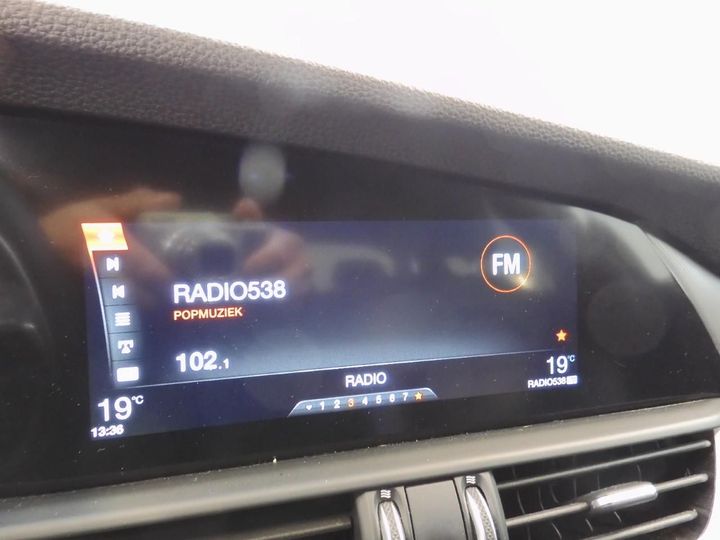 FM
RADIO538
POPMUZIEK
102.1
RADIO
19°C
19°C
RADIO538
1 2 3 4 5 6 7
13:36